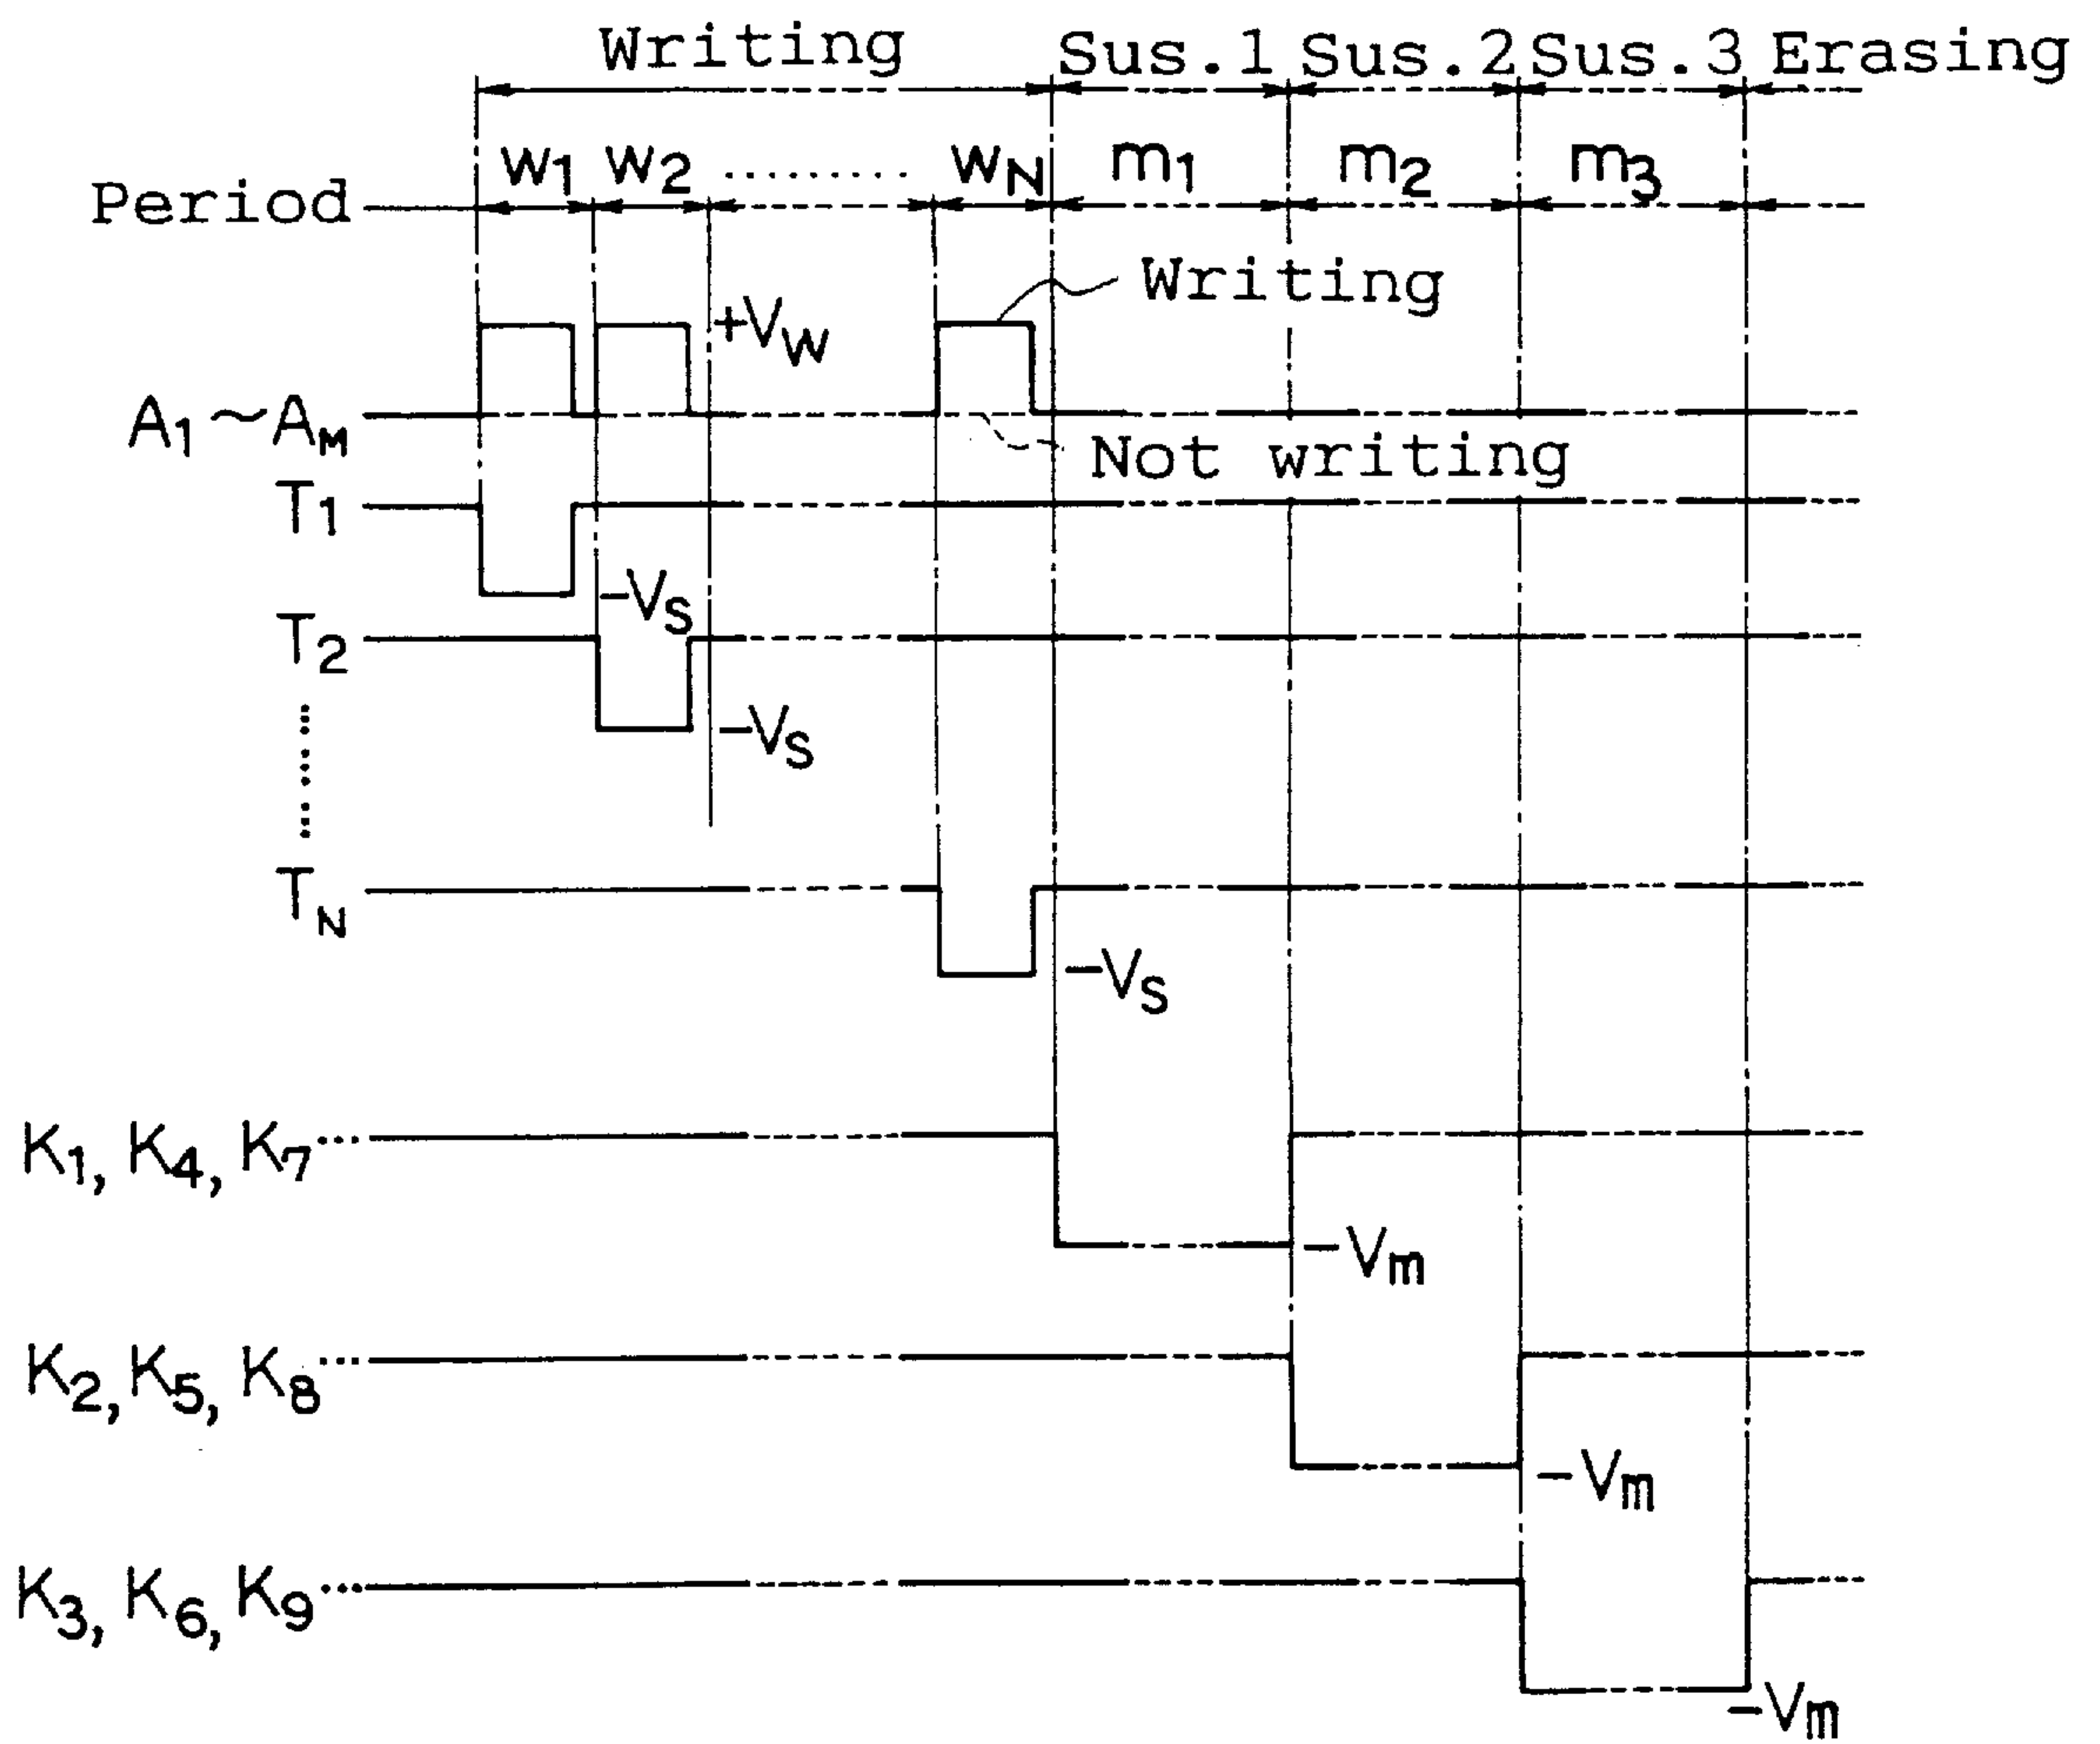 Writing Sus.1 Sus.2 Sus.3 Erasing
Period w1 w2 ......... wN m1 m2 m3
Writing
+VW
A1~AM
Not writing
T1
-VS
T2
-VS
TN
-VS
K1, K4, K7...
-Vm
K2, K5, K8...
-Vm
K3, K6, K9...
-Vm